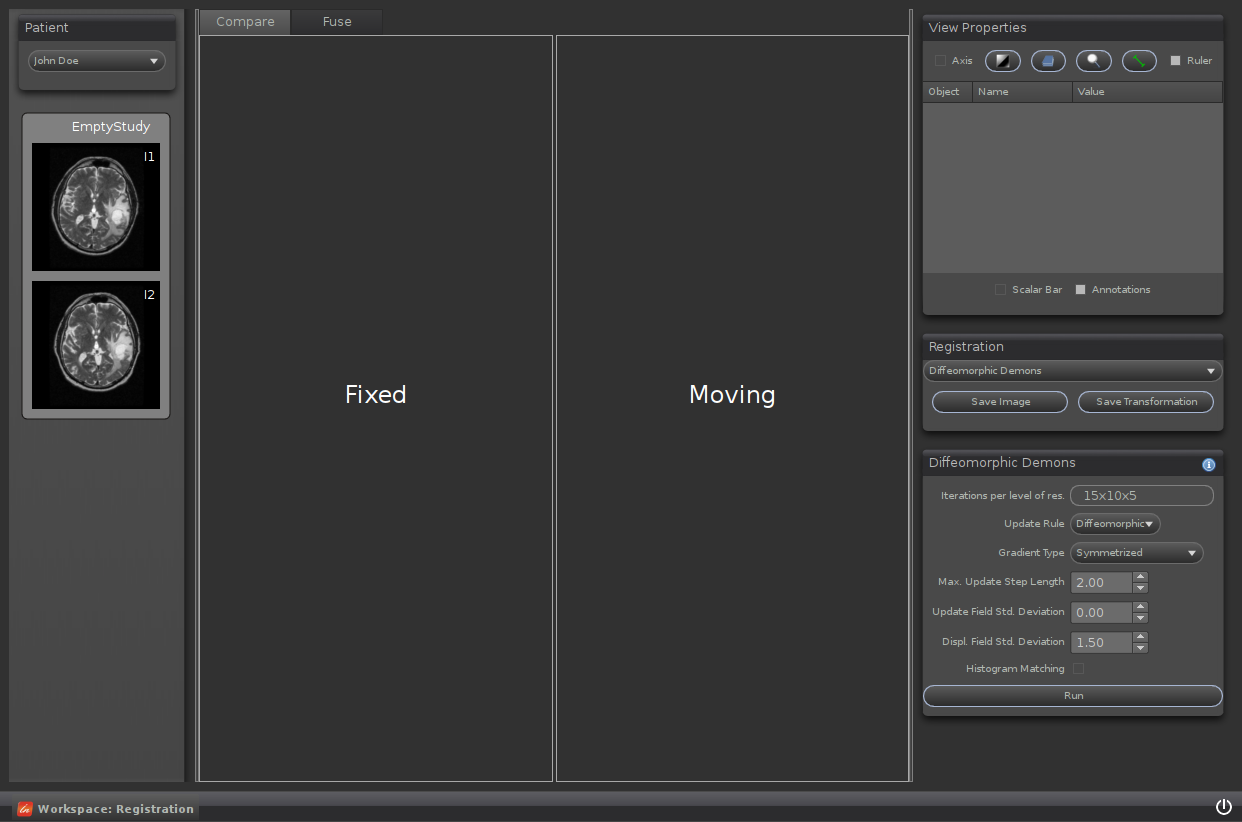 Patient
John Doe
EmptyStudy
I1
I2
Compare
Fuse
Fixed
Moving
View Properties
Axis
Ruler
Object Name Value
Scalar Bar
Annotations
Registration
Diffeomorphic Demons
Save Image
Save Transformation
Diffeomorphic Demons
Iterations per level of res. 15x10x5
Update Rule Diffeomorphic
Gradient Type Symmetrized
Max. Update Step Length 2.00
Update Field Std. Deviation 0.00
Displ. Field Std. Deviation 1.50
Histogram Matching
Run
Workspace: Registration